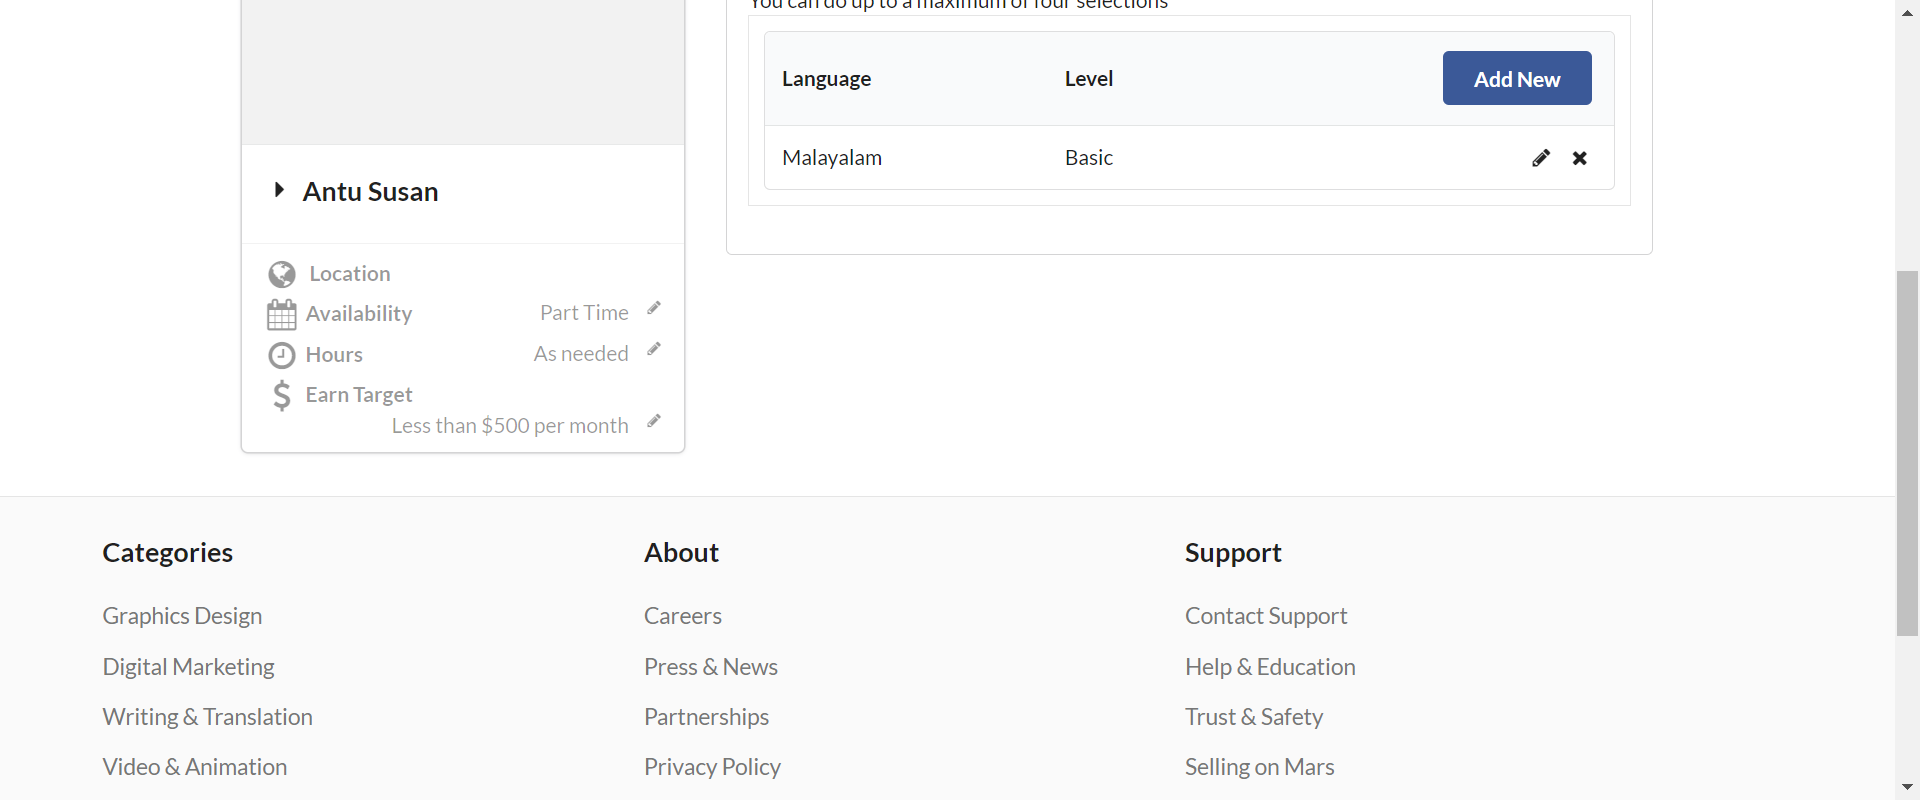 You can do up to a maximum of four selections
Language Level Add New
Malayalam Basic
Antu Susan
Location
Availability Part Time
Hours As needed
Earn Target
Less than $500 per month
Categories
Graphics Design
Digital Marketing
Writing & Translation
Video & Animation
About
Careers
Press & News
Partnerships
Privacy Policy
Support
Contact Support
Help & Education
Trust & Safety
Selling on Mars